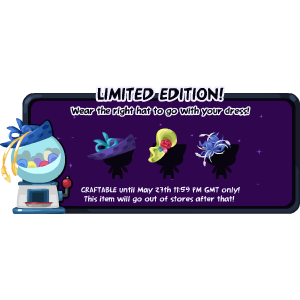 LIMITED EDITION!
Wear the right hat to go with your dress!
CRAFTABLE until May 27th 11:59 PM GMT only!
This item will go out of stores after that!